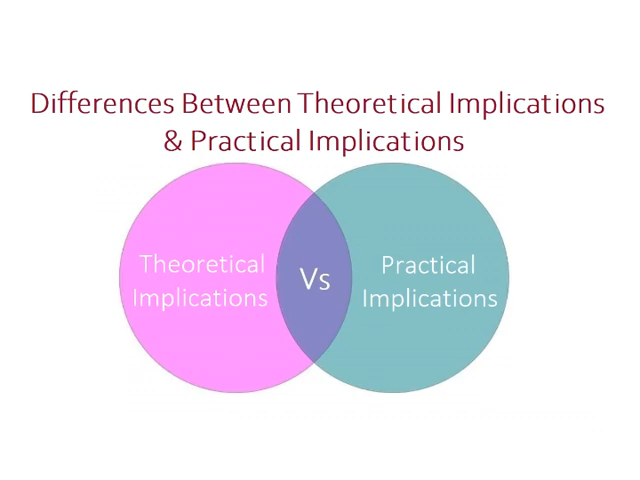 Differences Between Theoretical Implications
& Practical Implications
Theoretical
Implications
Vs
Practical
Implications